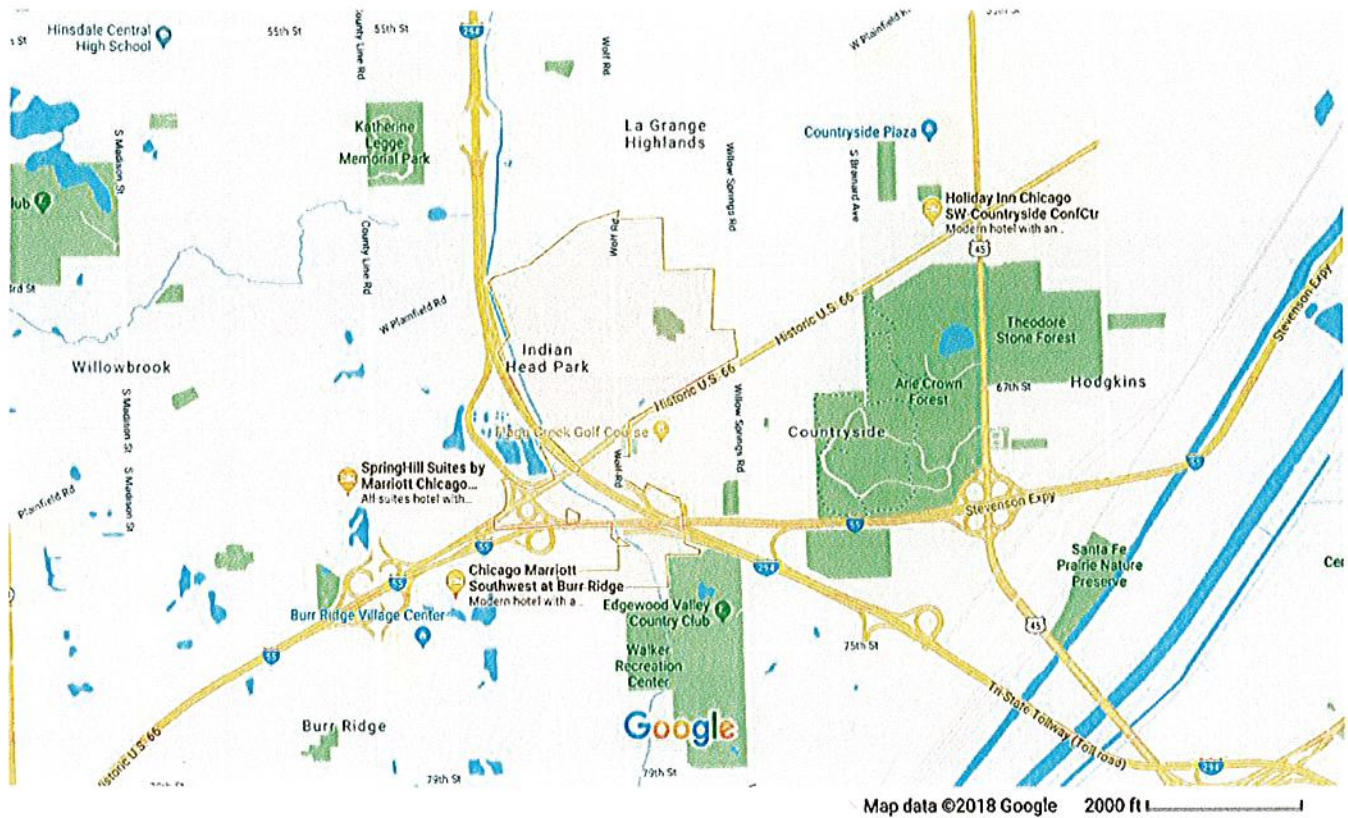 Hinsdale Central
High School
55th St
55th St
County Line Rd
294
Wolf Rd
W Plainfield Rd
La Grange
Highlands
Countryside Plaza
Katherine
Legge
Memorial Park
S Madison St
Willow Springs Rd
S Brainard Ave
Holiday Inn Chicago
SW-Countryside ConfCtr
Modern hotel with an..
45
County Line Rd
Wolf Rd
W Plainfield Rd
Historic U.S. 66
Stevenson Expy
Theodore
Stone Forest
Indian
Head Park
Willowbrook
Arie Crown
Forest
67th St
Hodgkins
Historic U.S. 66
S Madison St
Willow Springs Rd
Flagg Creek Golf Course
Countryside
Wolf Rd
SpringHill Suites by
Marriott Chicago...
All-suites hotel with...
S Madison St
Plainfield Rd
55
Stevenson Expy
55
55
Chicago Marriott
Southwest at Burr Ridge
Modern hotel with a..
55
294
Santa Fe
Prairie Nature
Preserve
Edgewood Valley
Country Club
Burr Ridge Village Center
45
75th St
Walker
Recreation
Center
55
Tri-State Tollway (Toll road)
Burr Ridge
Google
Historic U.S. 66
79th St
79th St
294
Map data ©2018 Google 2000 ft